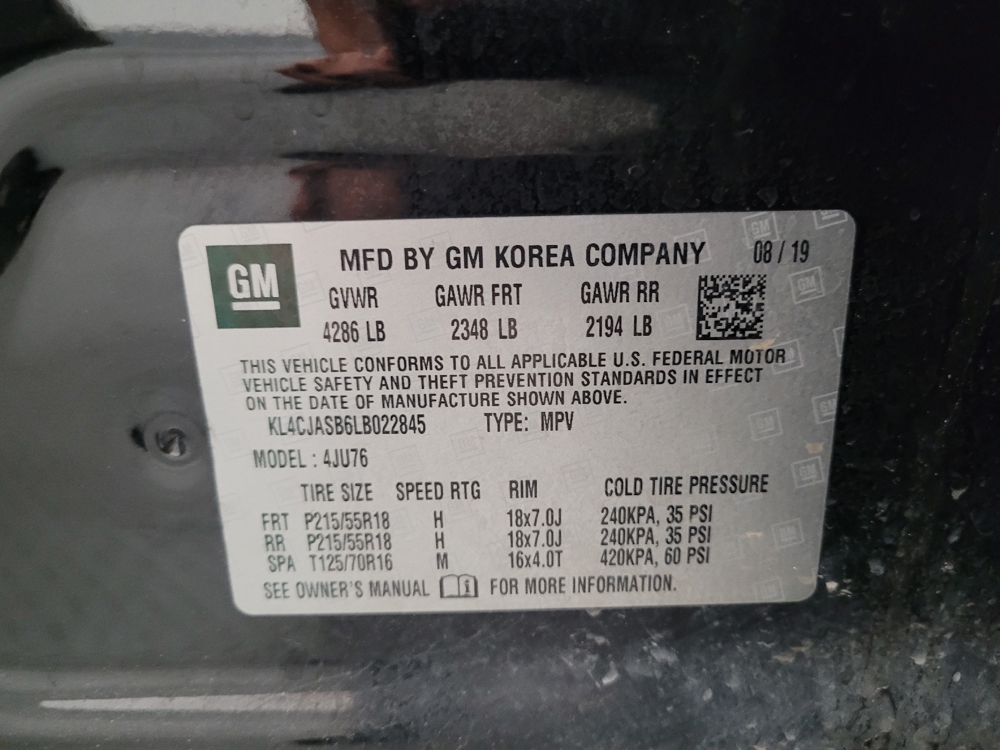 GM
MFD BY GM KOREA COMPANY 08 / 19
GVWR GAWR FRT GAWR RR
4286 LB 2348 LB 2194 LB
THIS VEHICLE CONFORMS TO ALL APPLICABLE U.S. FEDERAL MOTOR
VEHICLE SAFETY AND THEFT PREVENTION STANDARDS IN EFFECT
ON THE DATE OF MANUFACTURE SHOWN ABOVE.
KL4CJASB6LB022845 TYPE: MPV
MODEL : 4JU76
TIRE SIZE SPEED RTG RIM COLD TIRE PRESSURE
FRT P215/55R18 H 18x7.0J 240KPA, 35 PSI
RR P215/55R18 H 18x7.0J 240KPA, 35 PSI
SPA T125/70R16 M 16x4.0T 420KPA, 60 PSI
SEE OWNER'S MANUAL FOR MORE INFORMATION.